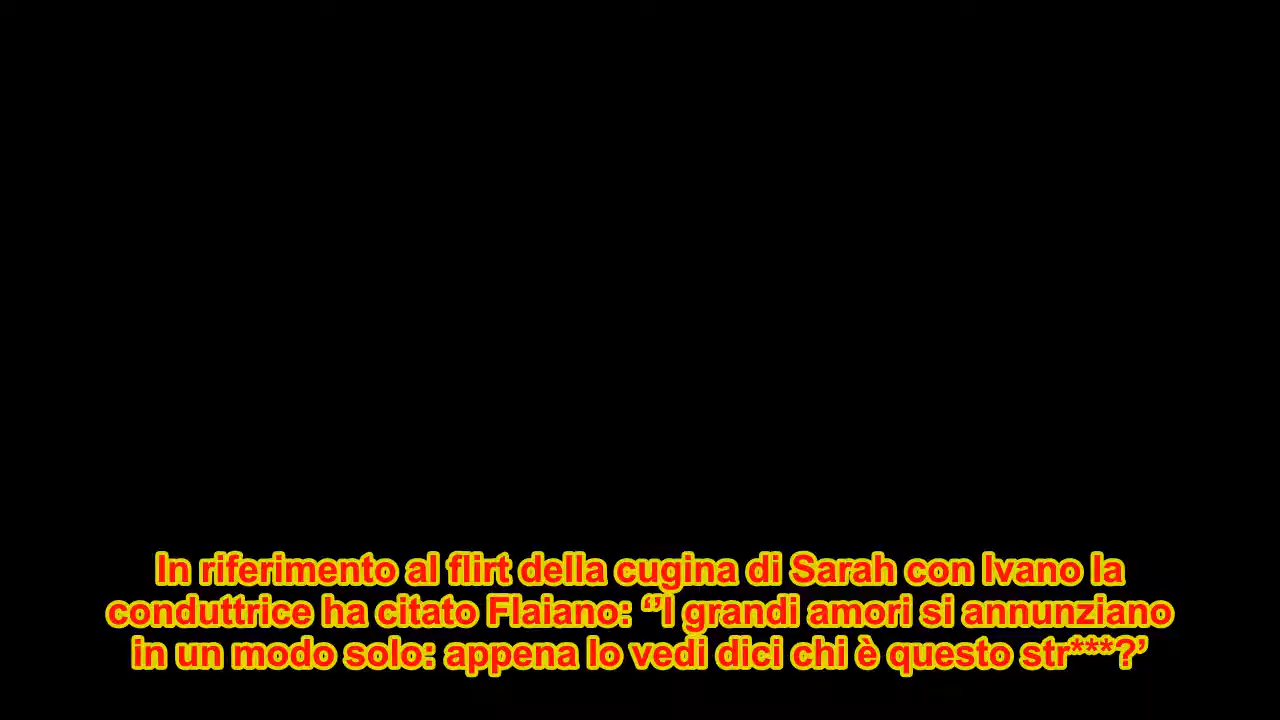 In riferimento al flirt della cugina di Sarah con Ivano la
conduttrice ha citato Flaiano: ‘’I grandi amori si annunziano
in un modo solo: appena lo vedi dici chi è questo str***?’